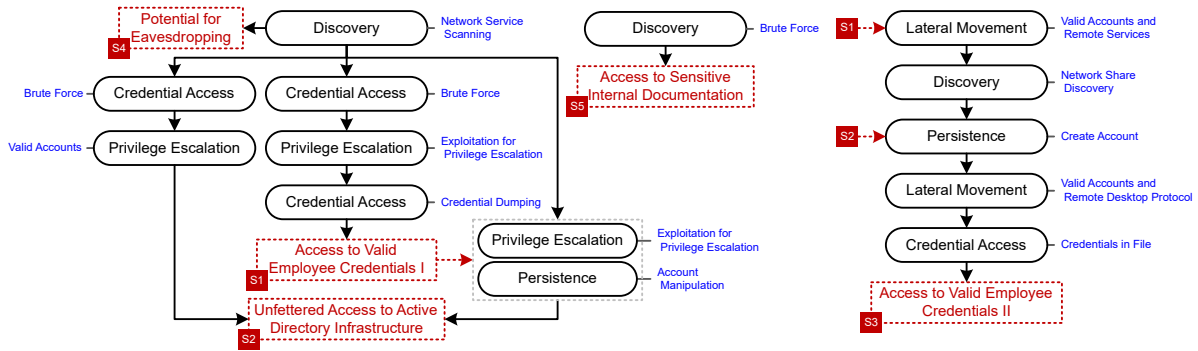 Potential for
Eavesdropping
S4
Discovery
Network Service
Scanning
Brute Force
Credential Access
Valid Accounts
Privilege Escalation
Credential Access
Brute Force
Privilege Escalation
Exploitation for
Privilege Escalation
Credential Access
Credential Dumping
Access to Valid
Employee Credentials I
S1
Privilege Escalation
Exploitation for
Privilege Escalation
Persistence
Account
Manipulation
Unfettered Access to Active
Directory Infrastructure
S2
Discovery
Brute Force
Access to Sensitive
Internal Documentation
S5
S1
Lateral Movement
Valid Accounts and
Remote Services
Discovery
Network Share
Discovery
S2
Persistence
Create Account
Lateral Movement
Valid Accounts and
Remote Desktop Protocol
Credential Access
Credentials in File
Access to Valid Employee
Credentials II
S3